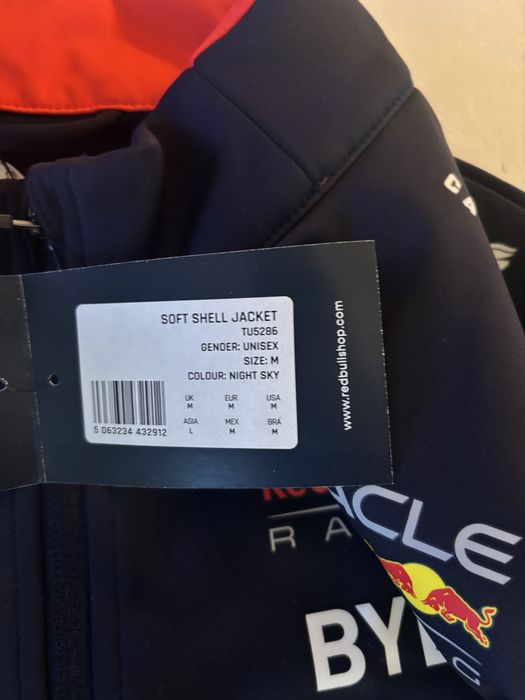 SOFT SHELL JACKET
TU5286
GENDER: UNISEX
SIZE: M
COLOUR: NIGHT SKY
UK EUR USA
M M M
ASIA MEX BRA
L M M
5 063234 432912
www.redbullshop.com
ACLE
RA
BY